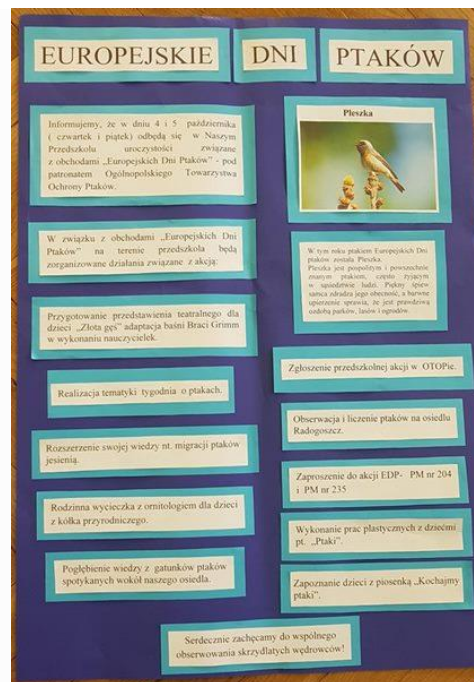 EUROPEJSKIE DNI PTAKÓW
Informujemy, że w dniu 4 i 5 października
( czwartek i piątek) odbędą się w Naszym
Przedszkolu uroczystości związane
z obchodami „Europejskich Dni Ptaków" - pod
patronatem Ogólnopolskiego Towarzystwa
Ochrony Ptaków.
W związku z obchodami „Europejskich Dni
Ptaków" na terenie przedszkola będą
zorganizowane działania związane z akcją:
Przygotowanie przedstawienia teatralnego dla
dzieci „Złota gęś" adaptacja baśni Braci Grimm
w wykonaniu nauczycielek.
Realizacja tematyki tygodnia o ptakach.
Rozszerzenie swojej wiedzy nt. migracji ptaków
jesienią.
Rodzinna wycieczka z ornitologiem dla dzieci
z kółka przyrodniczego.
Pogłębienie wiedzy z gatunków ptaków
spotykanych wokół naszego osiedla.
Pleszka
W tym roku ptakiem Europejskich Dni
ptaków została Pleszka.
Pleszka jest pospolitym i powszechnie
znanym ptakiem, często żyjącym
w sąsiedztwie ludzi. Piękny śpiew
samca zdradza jego obecność, a barwne
upierzenie sprawia, że jest prawdziwą
ozdobą parków, lasów i ogrodów.
Zgłoszenie przedszkolnej akcji w OTOPie.
Obserwacja i liczenie ptaków na osiedlu
Radogoszcz.
Zaproszenie do akcji EDP- PM nr 204
i PM nr 235
Wykonanie prac plastycznych z dziećmi
pt. „Ptaki".
Zapoznanie dzieci z piosenką „Kochajmy
ptaki".
Serdecznie zachęcamy do wspólnego
obserwowania skrzydlatych wędrowców!